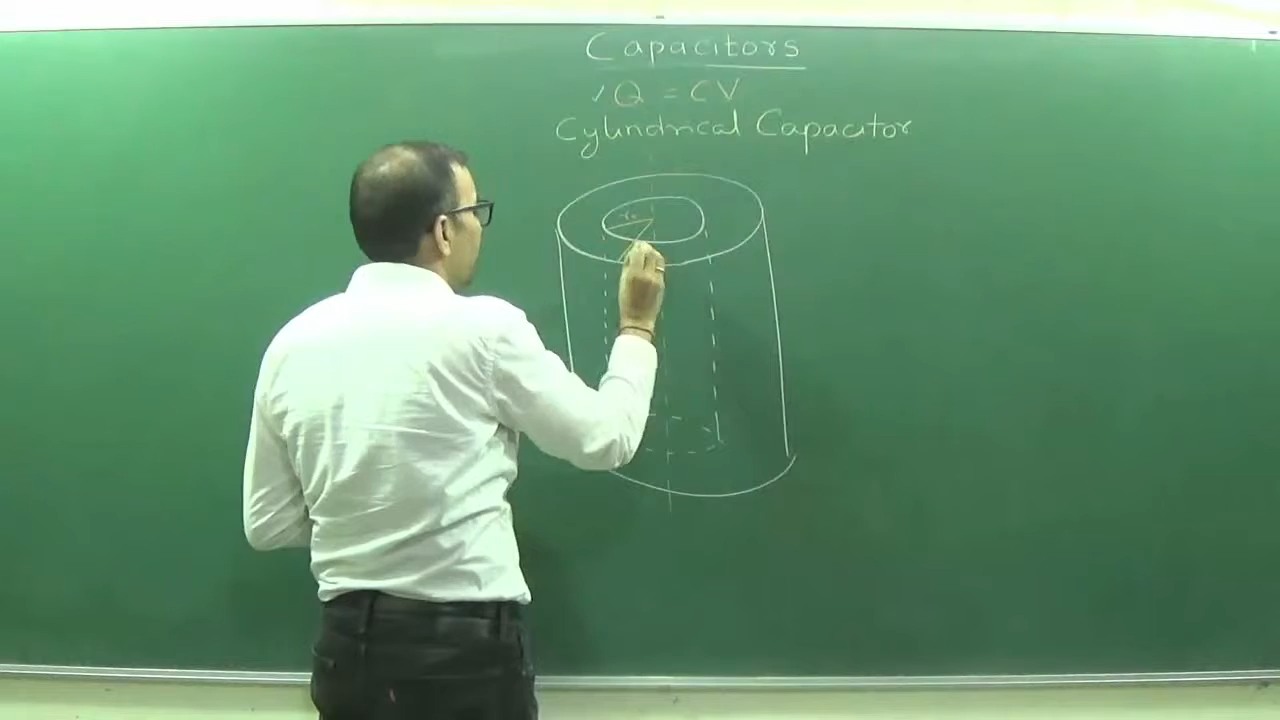 Capacitors
✓Q = CV
Cylindrical Capacitor